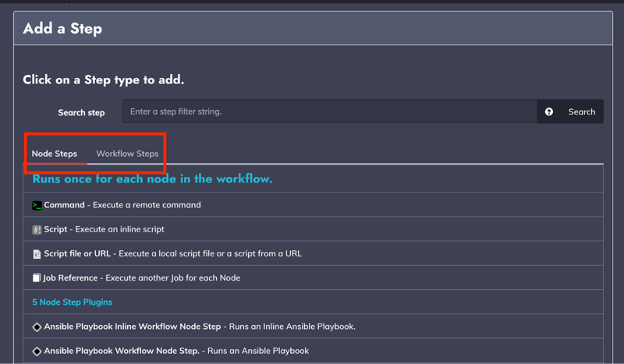 Add a Step
Click on a Step type to add.
Search step
Enter a step filter string.
Search
Node Steps
Workflow Steps
Runs once for each node in the workflow.
Command - Execute a remote command
Script - Execute an inline script
Script file or URL - Execute a local script file or a script from a URL
Job Reference - Execute another Job for each Node
5 Node Step Plugins
Ansible Playbook Inline Workflow Node Step - Runs an Inline Ansible Playbook.
Ansible Playbook Workflow Node Step. - Runs an Ansible Playbook